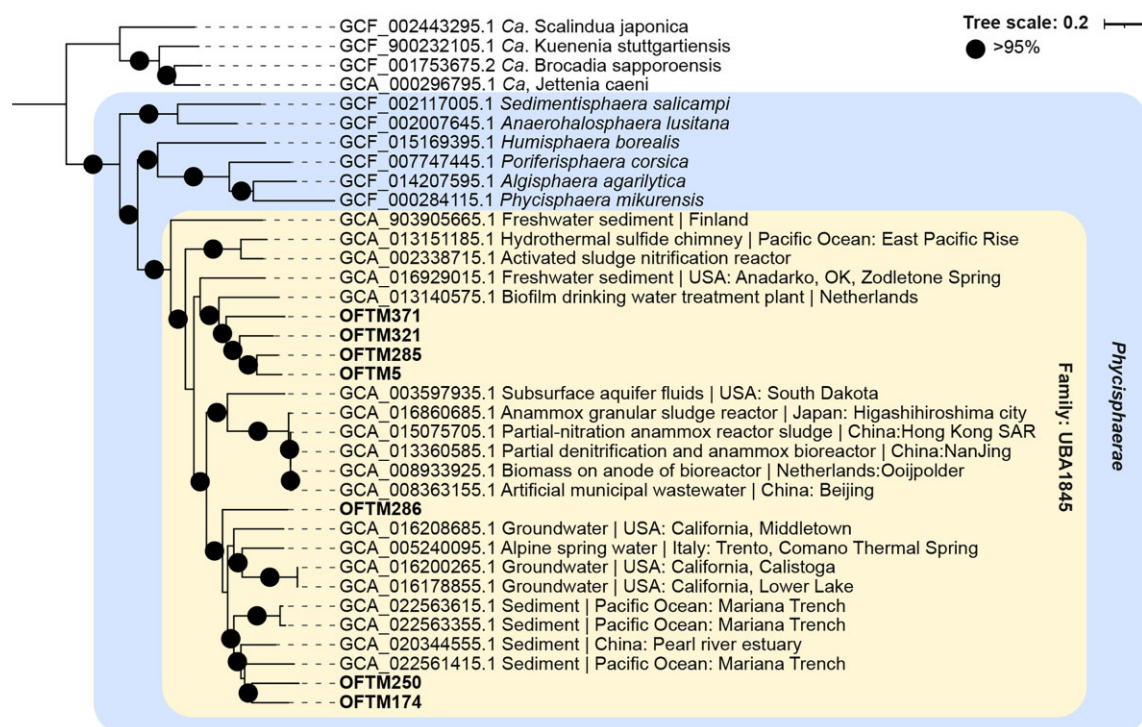 Tree scale: 0.2
>95%
GCF_002443295.1 Ca. Scalindua japonica
GCF_900232105.1 Ca. Kuenenia stuttgartiensis
GCF_001753675.2 Ca. Brocadia sapporoensis
GCA_000296795.1 Ca, Jettenia caeni
GCF_002117005.1 Sedimentisphaera salicampi
GCF_002007645.1 Anaerohalosphaera lusitana
GCF_015169395.1 Humisphaera borealis
GCF_007747445.1 Poriferisphaera corsica
GCF_014207595.1 Algisphaera agarilytica
GCF_000284115.1 Phycisphaera mikurensis
GCA_903905665.1 Freshwater sediment | Finland
GCA_013151185.1 Hydrothermal sulfide chimney | Pacific Ocean: East Pacific Rise
GCA_002338715.1 Activated sludge nitrification reactor
GCA_016929015.1 Freshwater sediment | USA: Anadarko, OK, Zodletone Spring
GCA_013140575.1 Biofilm drinking water treatment plant | Netherlands
OFTM371
OFTM321
OFTM285
OFTM5
GCA_003597935.1 Subsurface aquifer fluids | USA: South Dakota
GCA_016860685.1 Anammox granular sludge reactor | Japan: Higashihiroshima city
GCA_015075705.1 Partial-nitration anammox reactor sludge | China:Hong Kong SAR
GCA_013360585.1 Partial denitrification and anammox bioreactor | China:NanJing
GCA_008933925.1 Biomass on anode of bioreactor | Netherlands:Ooijpolder
GCA_008363155.1 Artificial municipal wastewater | China: Beijing
OFTM286
GCA_016208685.1 Groundwater | USA: California, Middletown
GCA_005240095.1 Alpine spring water | Italy: Trento, Comano Thermal Spring
GCA_016200265.1 Groundwater | USA: California, Calistoga
GCA_016178855.1 Groundwater | USA: California, Lower Lake
GCA_022563615.1 Sediment | Pacific Ocean: Mariana Trench
GCA_022563355.1 Sediment | Pacific Ocean: Mariana Trench
GCA_020344555.1 Sediment | China: Pearl river estuary
GCA_022561415.1 Sediment | Pacific Ocean: Mariana Trench
OFTM250
OFTM174
Family: UBA1845
Phycisphaerae